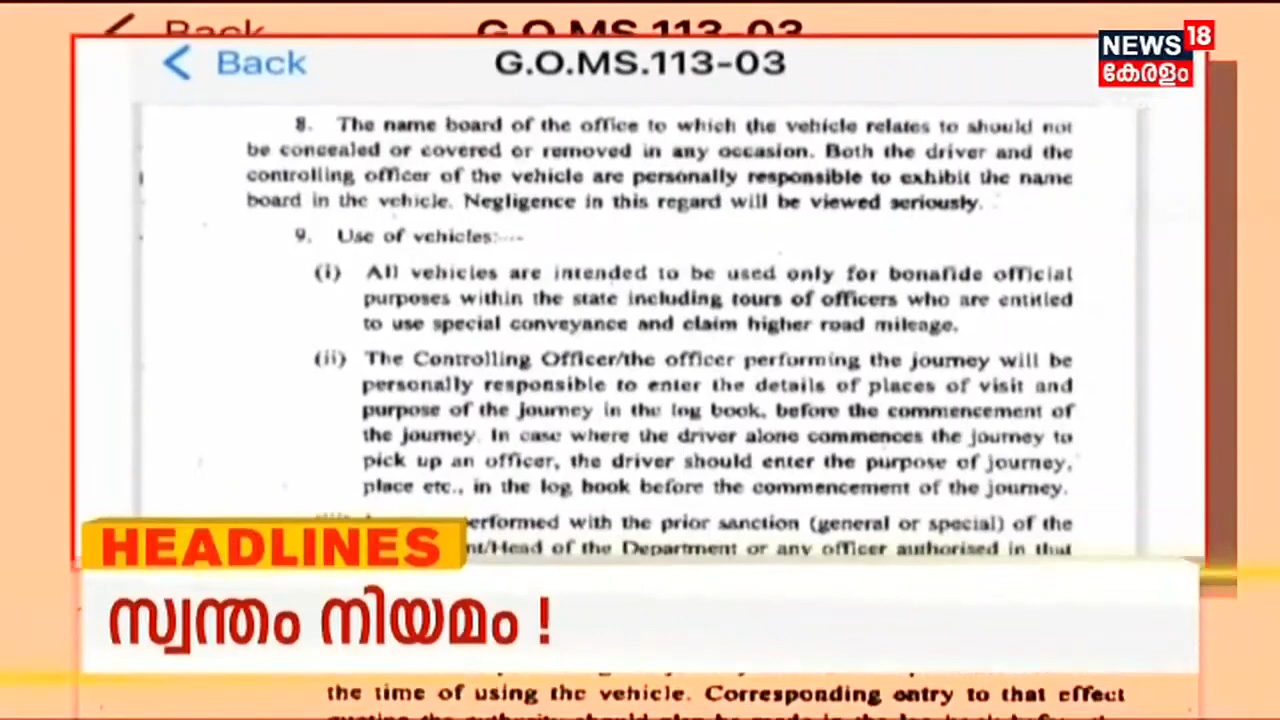 Back
G.O.MS.113-03
NEWS 18
കേരളം
Back
G.O.MS.113-03
8. The name board of the office to which the vehicle relates to should not
be concealed or covered or removed in any occasion. Both the driver and the
controlling officer of the vehicle are personally responsible to exhibit the name
board in the vehicle. Negligence in this regard will be viewed seriously.
9. Use of vehicles:---
(i) All vehicles are intended to be used only for bonafide official
purposes within the state including tours of officers who are entitled
to use special conveyance and claim higher road mileage.
(ii) The Controlling Officer/the officer performing the journey will be
personally responsible to enter the details of places of visit and
purpose of the journey in the log book, before the commencement of
the journey. In case where the driver alone commences the journey to
pick up an officer, the driver should enter the purpose of journey,
place etc., in the log book before the commencement of the journey.
erformed with the prior sanction (general or special) of the
nt/Head of the Department or any officer authorised in that
HEADLINES
സ്വന്തം നിയമം !
the time of using the vehicle. Corresponding entry to that effect